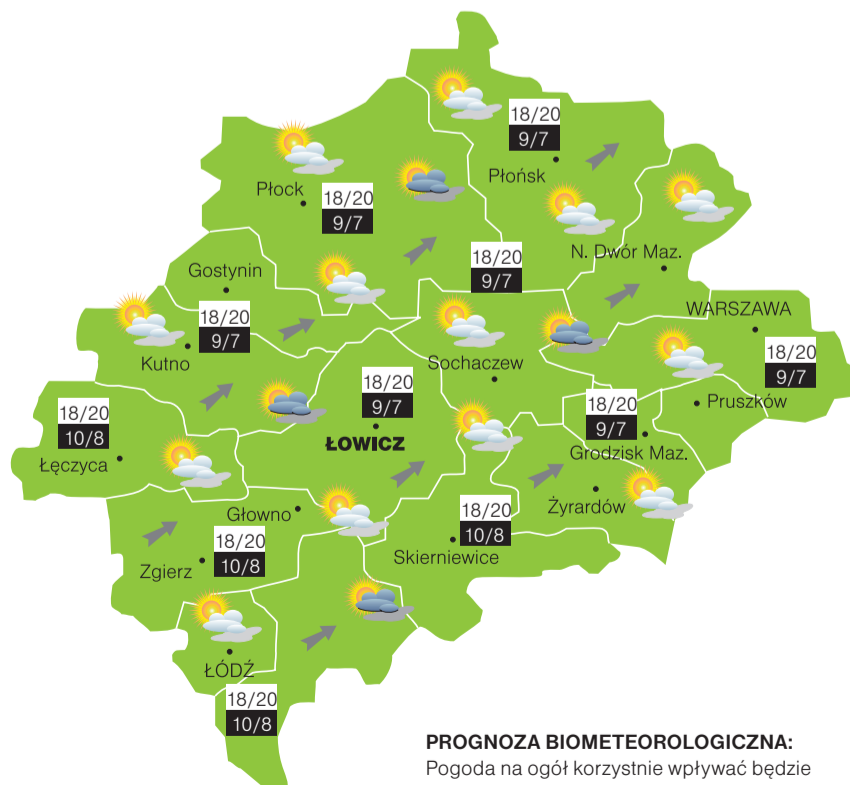 18/20
9/7
Płońsk
Płock
18/20
9/7
N. Dwór Maz.
18/20
9/7
Gostynin
WARSZAWA
18/20
9/7
Kutno
Sochaczew
18/20
9/7
18/20
9/7
ŁOWICZ
Pruszków
18/20
9/7
Grodzisk Maz.
18/20
10/8
Łęczyca
Żyrardów
Głowno
18/20
10/8
Skierniewice
18/20
10/8
Zgierz
ŁÓDŹ
18/20
10/8
PROGNOZA BIOMETEOROLOGICZNA:
Pogoda na ogół korzystnie wpływać będzie